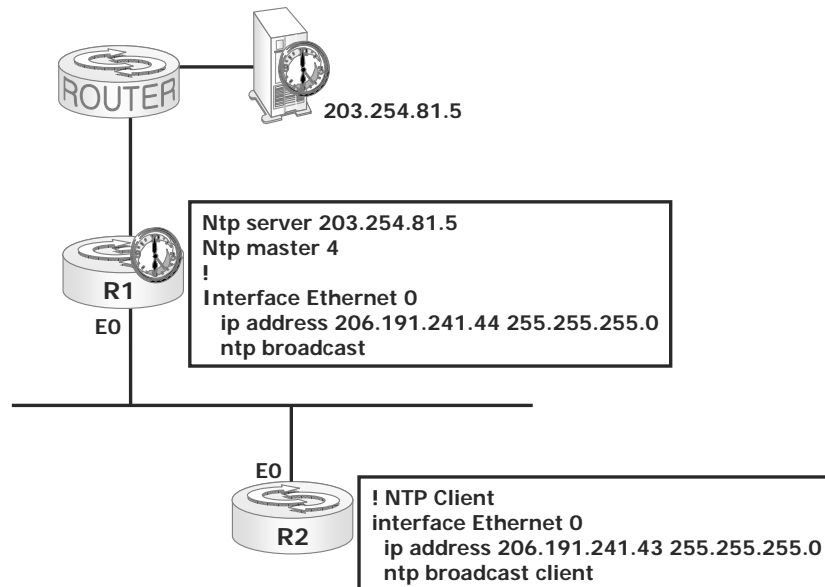 ROUTER
203.254.81.5
Ntp server 203.254.81.5
Ntp master 4
!
Interface Ethernet 0
ip address 206.191.241.44 255.255.255.0
ntp broadcast
R1
E0
E0
R2
! NTP Client
interface Ethernet 0
ip address 206.191.241.43 255.255.255.0
ntp broadcast client